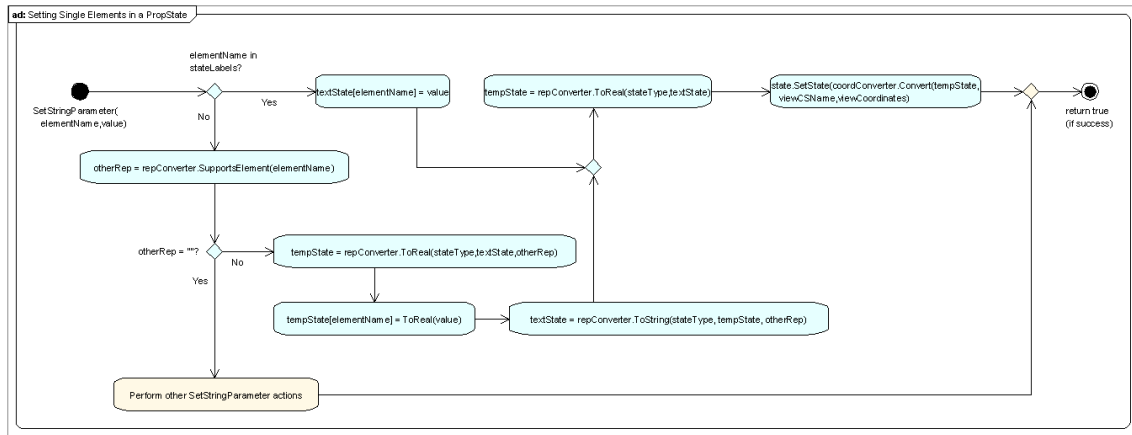 ad: Setting Single Elements in a PropState
elementName in
stateLabels?
SetStringParameter(
elementName,value)
Yes
No
textState[elementName] = value
tempState = repConverter.ToReal(stateType,textState)
state.SetState(coordConverter.Convert(tempState,
viewCSName,viewCoordinates)
return true
(if success)
otherRep = repConverter.SupportsElement(elementName)
otherRep = ""?
No
Yes
tempState = repConverter.ToReal(stateType,textState,otherRep)
tempState[elementName] = ToReal(value)
textState = repConverter.ToString(stateType, tempState, otherRep)
Perform other SetStringParameter actions